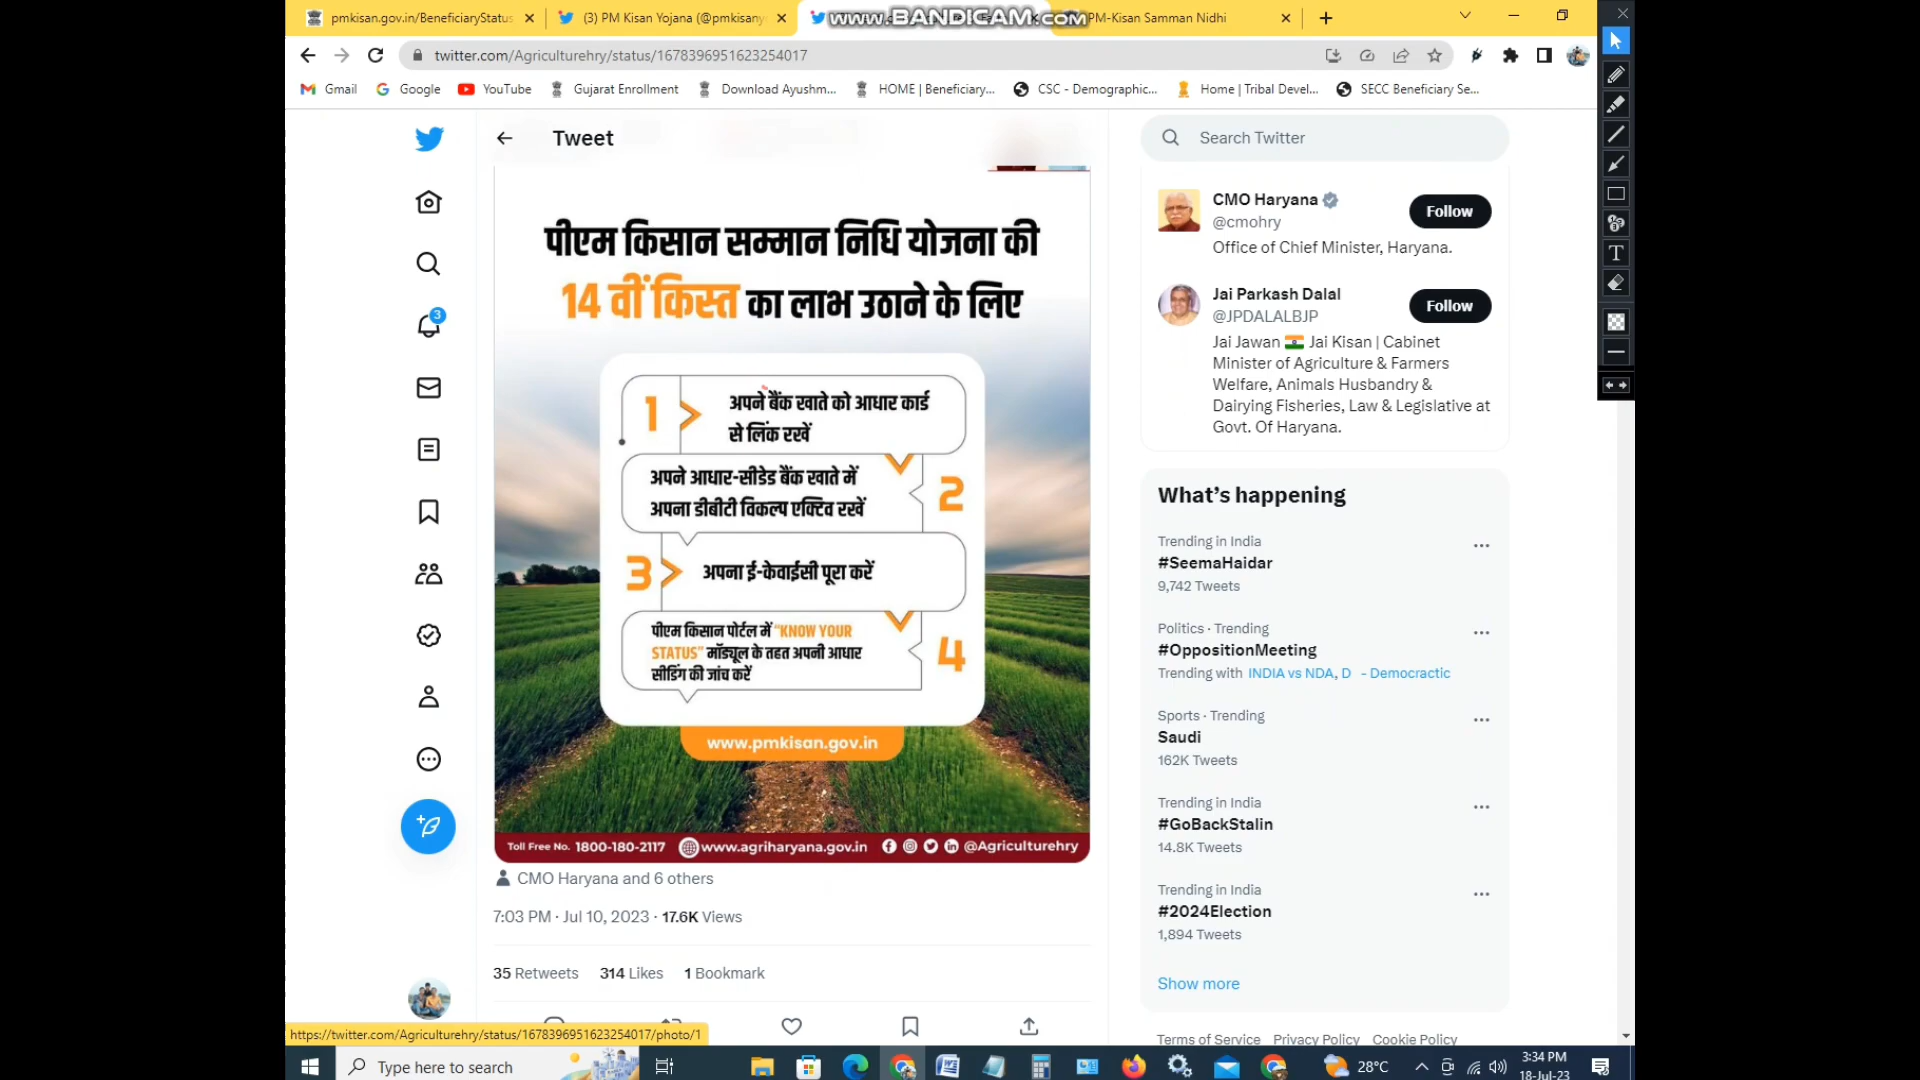 pmkisan.gov.in/BeneficiaryStatus
(3) PM Kisan Yojana (@pmkisanyo
www.BANDICAM.com
PM-Kisan Samman Nidhi
twitter.com/Agriculturehry/status/1678396951623254017
Gmail
Google
YouTube
Gujarat Enrollment
Download Ayushm...
HOME | Beneficiary...
CSC - Demographic...
Home | Tribal Devel...
SECC Beneficiary Se...
Tweet
Search Twitter
3
पीएम किसान सम्मान निधि योजना की
14 वीं किस्त का लाभ उठाने के लिए
1
अपने बैंक खाते को आधार कार्ड
से लिंक रखें
अपने आधार-सीडेड बैंक खाते में
अपना डीबीटी विकल्प एक्टिव रखें
2
3
अपना ई-केवाईसी पूरा करें
पीएम किसान पोर्टल में "KNOW YOUR
STATUS" मॉड्यूल के तहत अपनी आधार
सीडिंग की जांच करें
4
www.pmkisan.gov.in
Toll Free No. 1800-180-2117 www.agriharyana.gov.in @Agriculturehry
CMO Haryana and 6 others
7:03 PM · Jul 10, 2023 · 17.6K Views
35 Retweets 314 Likes 1 Bookmark
CMO Haryana
@cmohry
Follow
Office of Chief Minister, Haryana.
Jai Parkash Dalal
@JPDALALBJP
Follow
Jai Jawan 🇮🇳 Jai Kisan | Cabinet
Minister of Agriculture & Farmers
Welfare, Animals Husbandry &
Dairying Fisheries, Law & Legislative at
Govt. Of Haryana.
What's happening
Trending in India
#SeemaHaidar
9,742 Tweets
Politics · Trending
#OppositionMeeting
Trending with INDIA vs NDA, D - Democractic
Sports · Trending
Saudi
162K Tweets
Trending in India
#GoBackStalin
14.8K Tweets
Trending in India
#2024Election
1,894 Tweets
Show more
Terms of Service Privacy Policy Cookie Policy
https://twitter.com/Agriculturehry/status/1678396951623254017/photo/1
Type here to search
28°C
3:34 PM
18-Jul-23
T